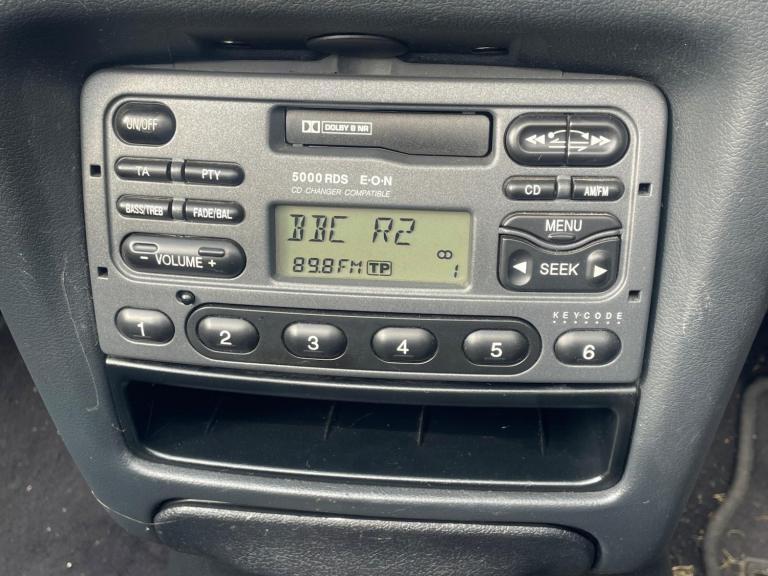 ON/OFF
DOLBY B NR
TA PTY
5000 RDS E·O·N
CD CHANGER COMPATIBLE
CD AM/FM
BASS/TREB FADE/BAL
BBC R2
89.8FM TP 1
MENU
- VOLUME +
SEEK
KEYCODE
1 2 3 4 5 6